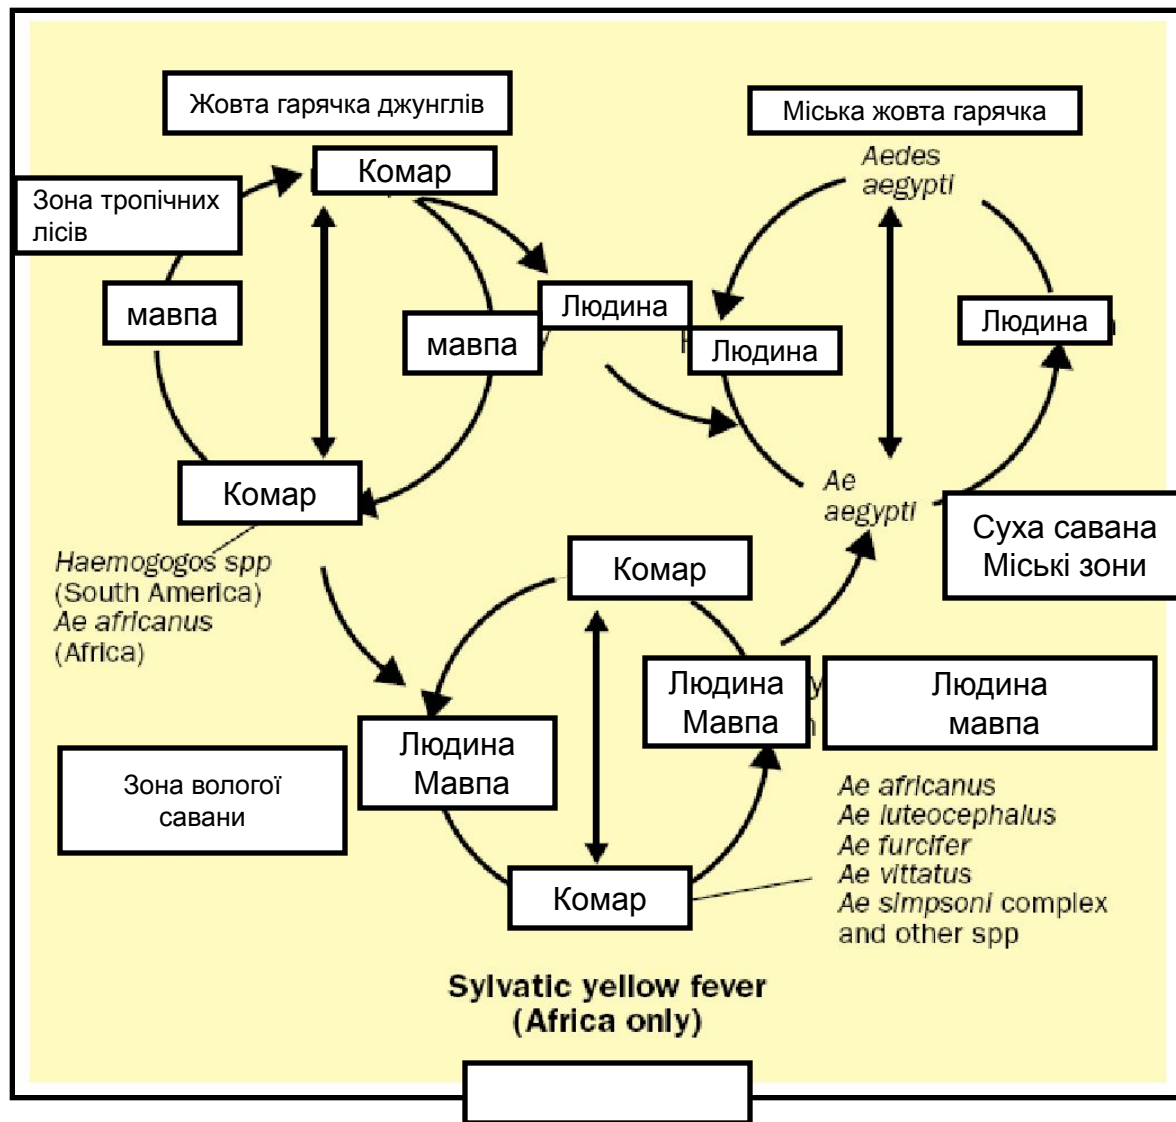 Жовта гарячка джунглів
Міська жовта гарячка
Комар
Aedes
aegypti
Зона тропічних
лісів
мавпа
мавпа
Людина
Людина
Людина
Комар
Ae
aegypti
Суха савана
Міські зони
Haemogogos spp
(South America)
Ae africanus
(Africa)
Комар
Людина
Мавпа
Людина
мавпа
Людина
Мавпа
Зона вологої
савани
Ae africanus
Ae luteocephalus
Ae furcifer
Ae vittatus
Ae simpsoni complex
and other spp
Комар
Sylvatic yellow fever
(Africa only)